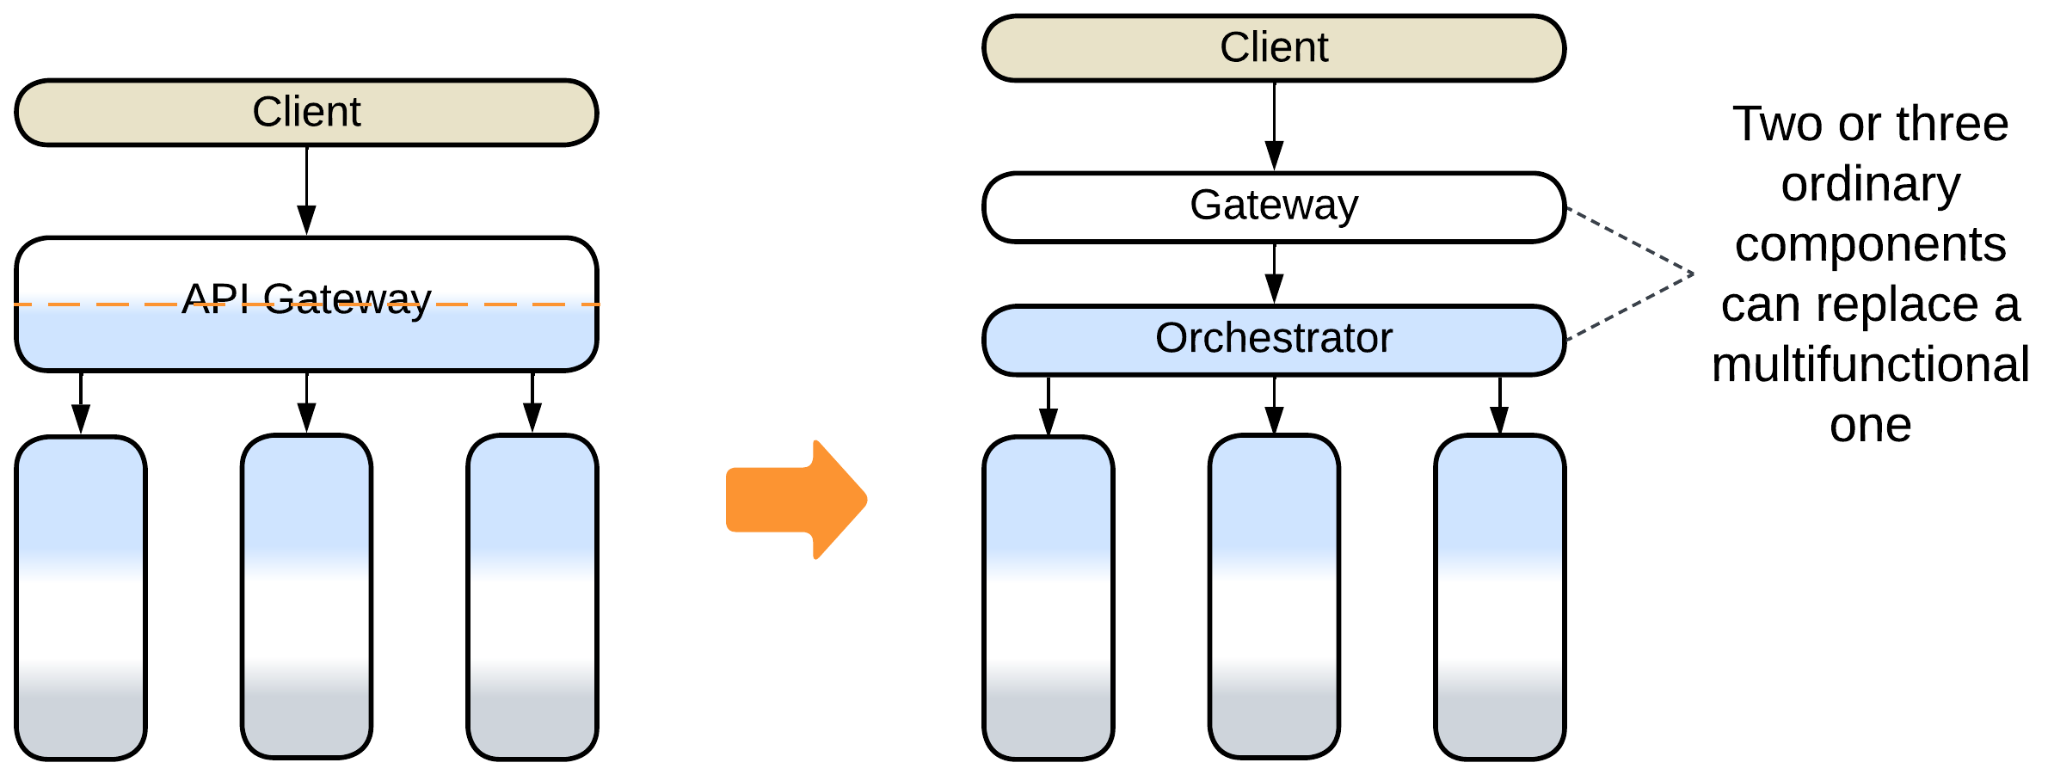 Client
API Gateway
Client
Gateway
Orchestrator
Two or three
ordinary
components
can replace a
multifunctional
one